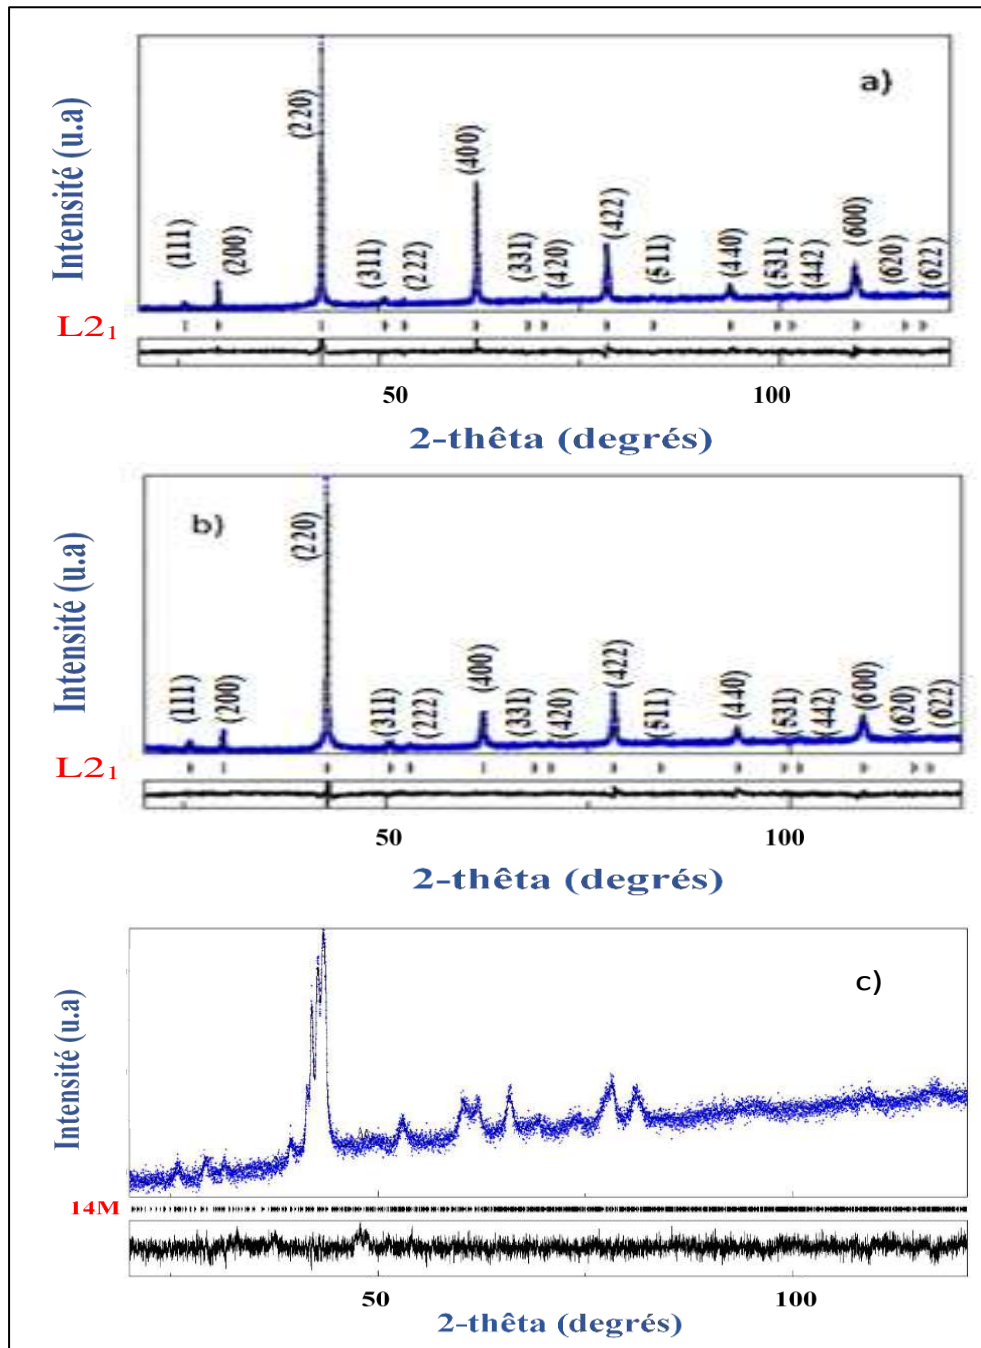 a)
Intensité (u.a)
(111) (200) (220) (311) (222) (400) (331) (420) (422) (511) (440) (531) (442) (600) (620) (622)
L2₁
50 100
2-thêta (degrés)
b)
Intensité (u.a)
(111) (200) (220) (311) (222) (400) (331) (420) (422) (511) (440) (531) (442) (600) (620) (622)
L2₁
50 100
2-thêta (degrés)
c)
Intensité (u.a)
14M
50 100
2-thêta (degrés)